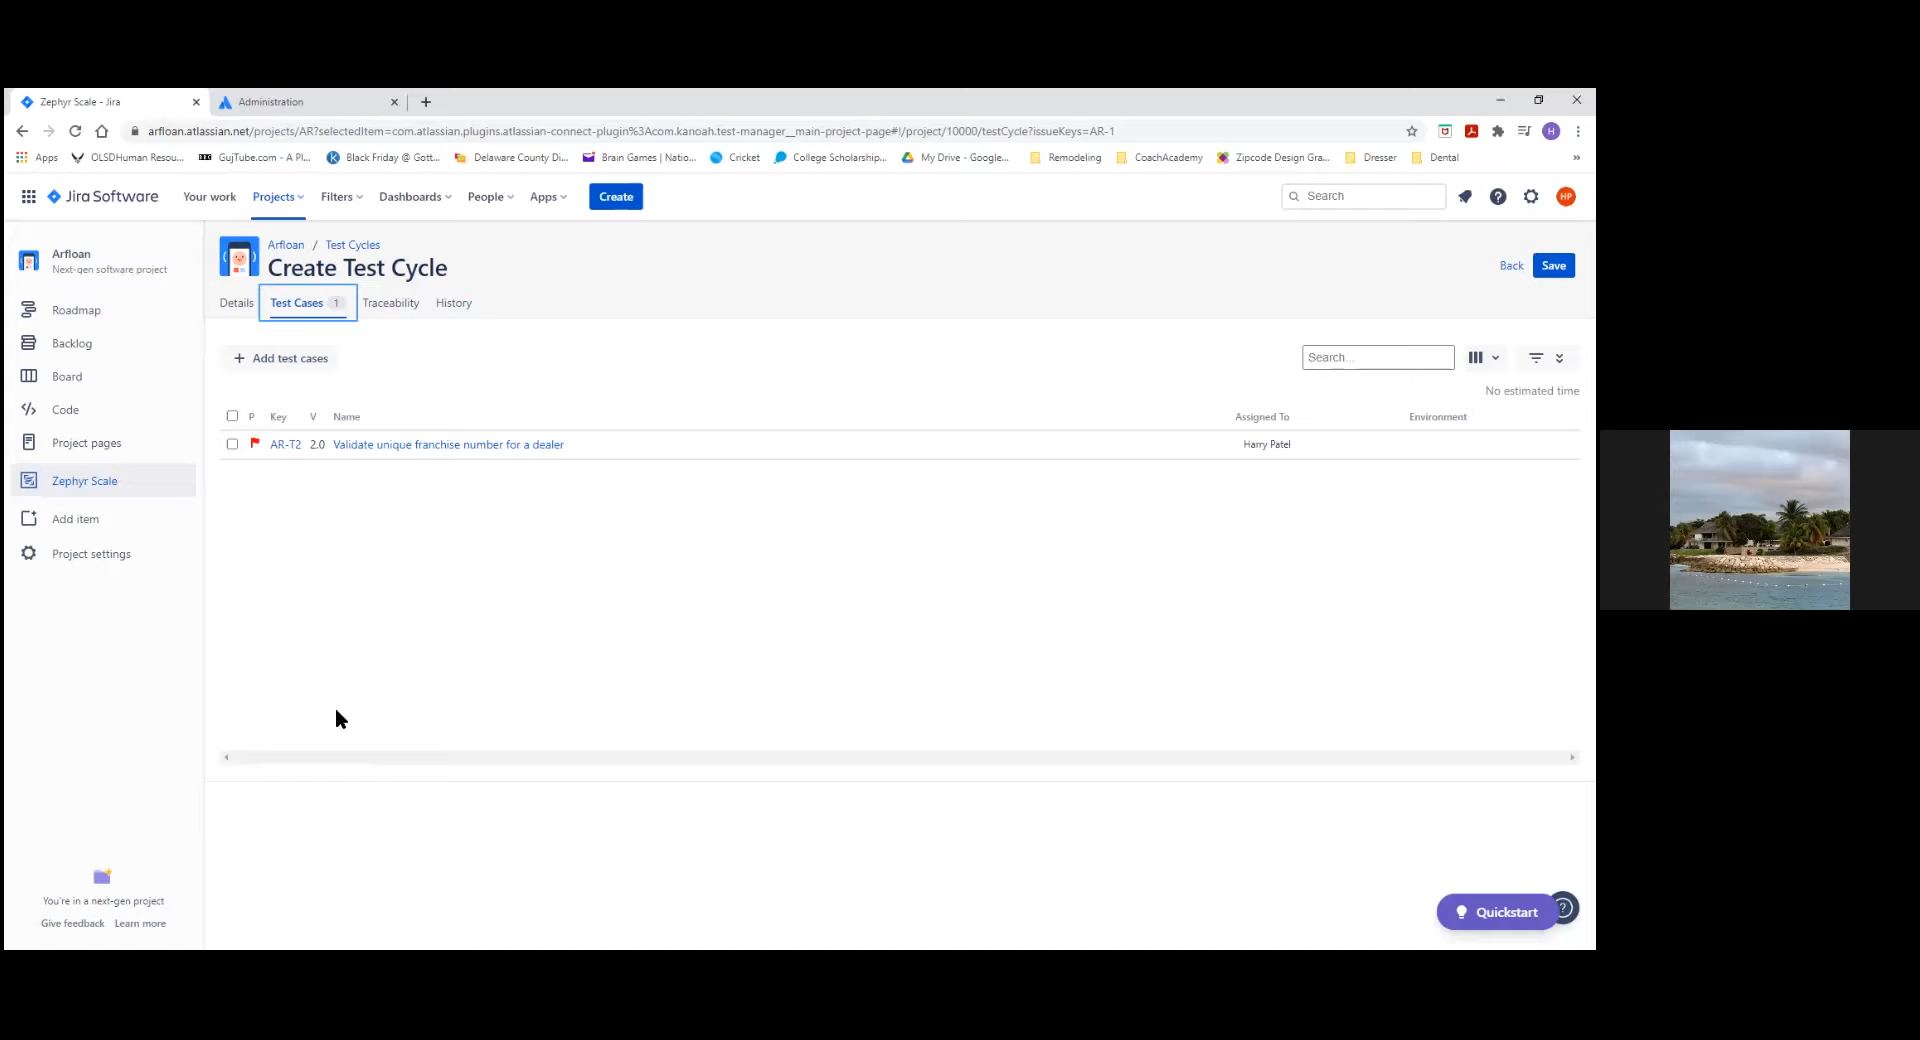 Zephyr Scale - Jira
Administration
arfloan.atlassian.net/projects/AR?selectedItem=com.atlassian.plugins.atlassian-connect-plugin%3Acom.kanoah.test-manager__main-project-page#!/project/10000/testCycle?issueKeys=AR-1
H
Apps OLSDHuman Resou... GujTube.com - A Pl... Black Friday @ Gott... Delaware County Di... Brain Games | Natio... Cricket College Scholarship... My Drive - Google... Remodeling CoachAcademy Zipcode Design Gra... Dresser Dental »
Jira Software Your work Projects Filters Dashboards People Apps Create Search HP
Arfloan
Next-gen software project
Roadmap
Backlog
Board
Code
Project pages
Zephyr Scale
Add item
Project settings
You're in a next-gen project
Give feedback Learn more
Arfloan / Test Cycles
Create Test Cycle
Back Save
Details Test Cases 1 Traceability History
+ Add test cases
Search...
No estimated time
P Key V Name Assigned To Environment
AR-T2 2.0 Validate unique franchise number for a dealer Harry Patel
Quickstart ?